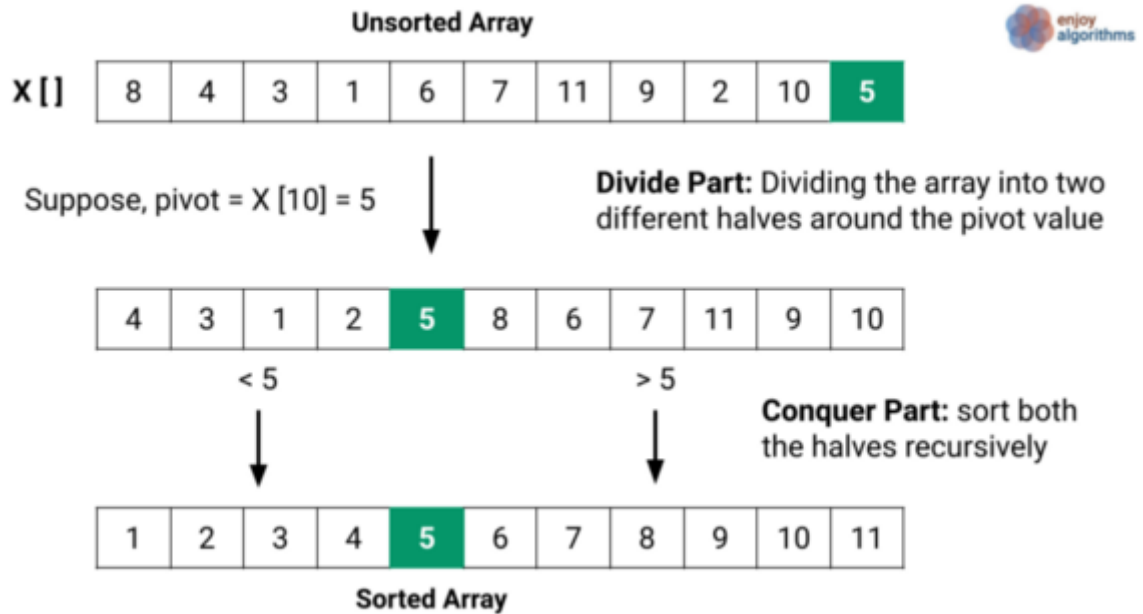 Unsorted Array
enjoy
algorithms
X [ ] 8 4 3 1 6 7 11 9 2 10 5
Suppose, pivot = X [10] = 5
Divide Part: Dividing the array into two
different halves around the pivot value
4 3 1 2 5 8 6 7 11 9 10
< 5 > 5
Conquer Part: sort both
the halves recursively
1 2 3 4 5 6 7 8 9 10 11
Sorted Array